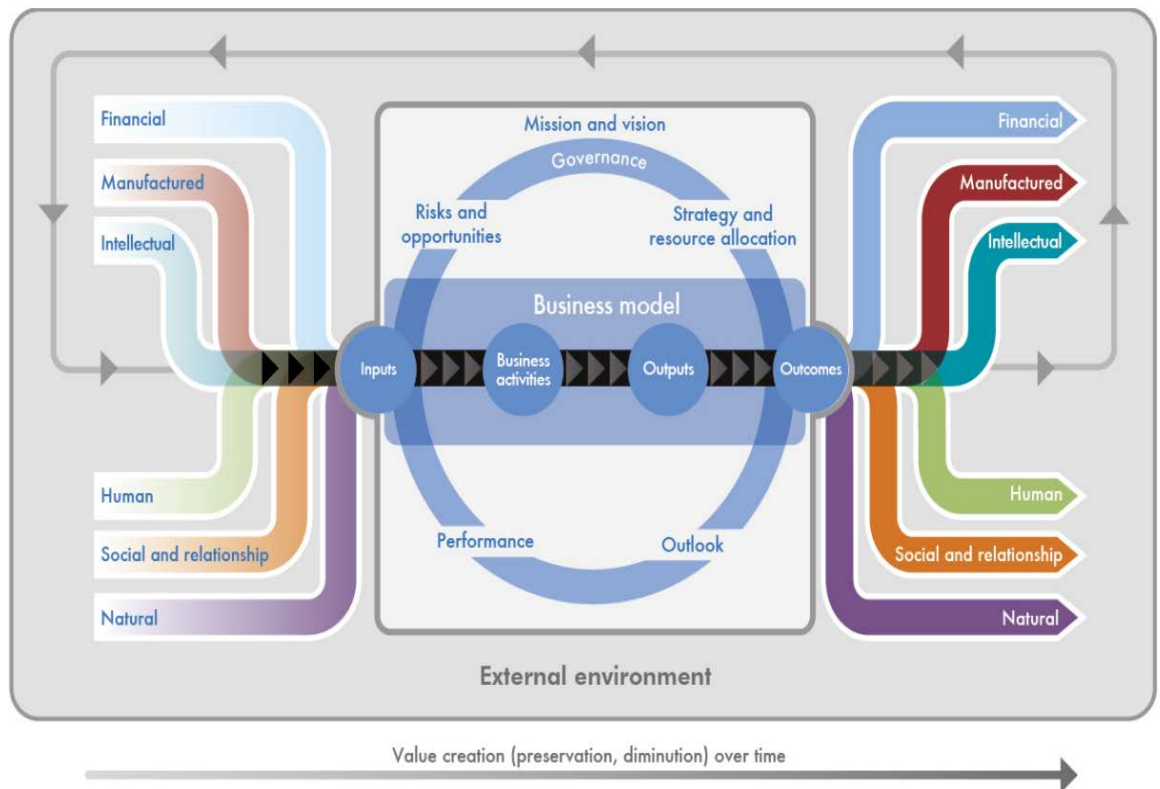 Financial
Manufactured
Intellectual
Human
Social and relationship
Natural
Mission and vision
Governance
Risks and
opportunities
Strategy and
resource allocation
Business model
Inputs
Business
activities
Outputs
Outcomes
Performance
Outlook
Financial
Manufactured
Intellectual
Human
Social and relationship
Natural
External environment
Value creation (preservation, diminution) over time